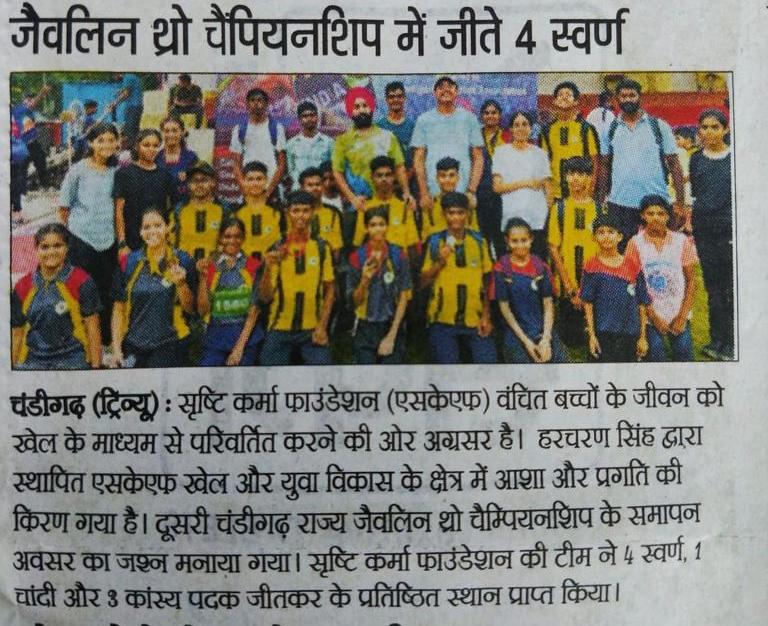 जैवलिन थ्रो चैंपियनशिप में जीते 4 स्वर्ण
चंडीगढ़ (ट्रिन्यू) : सृष्टि कर्मा फाउंडेशन (एसकेएफ) वंचित बच्चों के जीवन को
खेल के माध्यम से परिवर्तित करने की ओर अग्रसर है। हरचरण सिंह द्वारा
स्थापित एसकेएफ खेल और युवा विकास के क्षेत्र में आशा और प्रगति की
किरण गया है। दूसरी चंडीगढ़ राज्य जैवलिन थ्रो चैम्पियनशिप के समापन
अवसर का जश्न मनाया गया। सृष्टि कर्मा फाउंडेशन की टीम ने 4 स्वर्ण, 1
चांदी और 3 कांस्य पदक जीतकर के प्रतिष्ठित स्थान प्राप्त किया।